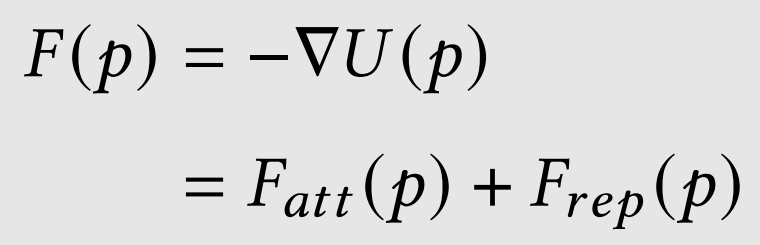 F(p) = −∇U(p)
= F_att(p) + F_rep(p)